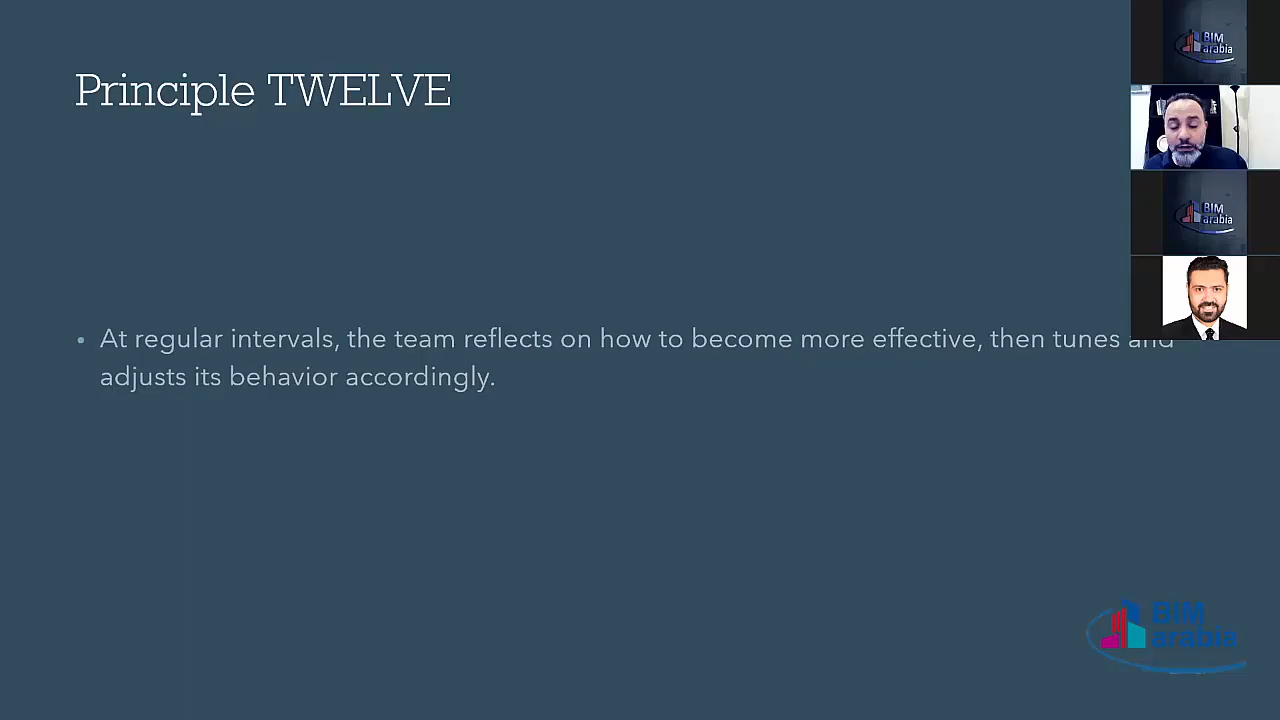 Principle TWELVE
• At regular intervals, the team reflects on how to become more effective, then tunes and
adjusts its behavior accordingly.
BIM
arabia
BIM
arabia
BIM
arabia